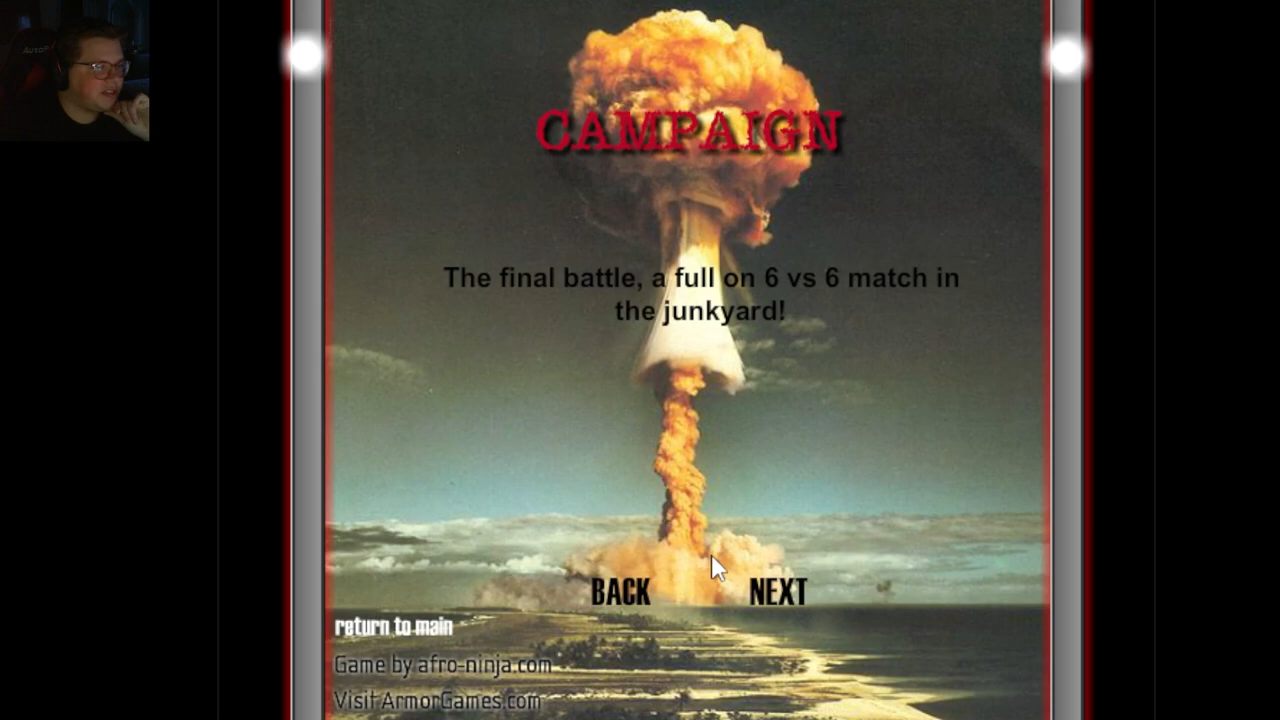 CAMPAIGN
The final battle, a full on 6 vs 6 match in
the junkyard!
BACK NEXT
return to main
Game by afro-ninja.com
Visit ArmorGames.com